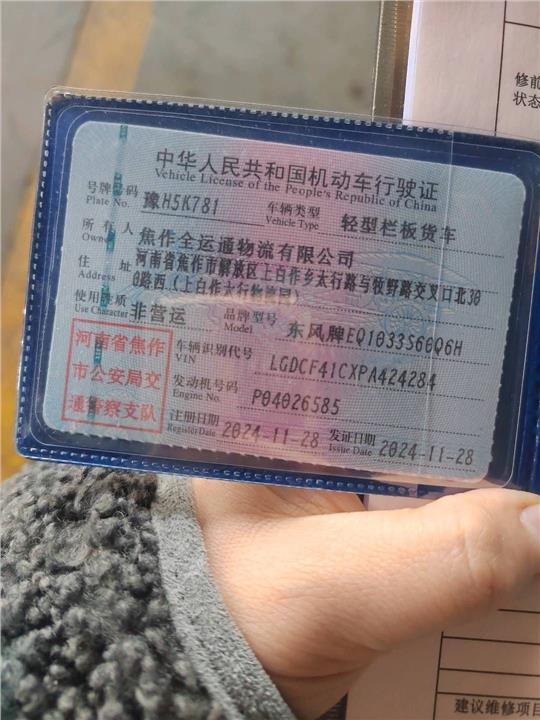 修前
状态
中华人民共和国机动车行驶证
Vehicle License of the People's Republic of China
号牌号码 豫H5K781 车辆类型 轻型栏板货车
Plate No. Vehicle Type
所有人 焦作全运通物流有限公司
Owner
住址 河南省焦作市解放区上白作乡太行路与牧野路交叉口北30
Address 0路西(上白作太行物流园)
使用性质 非营运 品牌型号 东风牌EQ1033S60Q6H
Use Character Model
河南省焦作
市公安局交
通警察支队
车辆识别代号 LGDCF41CXPA424284
VIN
发动机号码 P04026585
Engine No.
注册日期 2024-11-28 发证日期 2024-11-28
Register Date Issue Date
建议维修项目